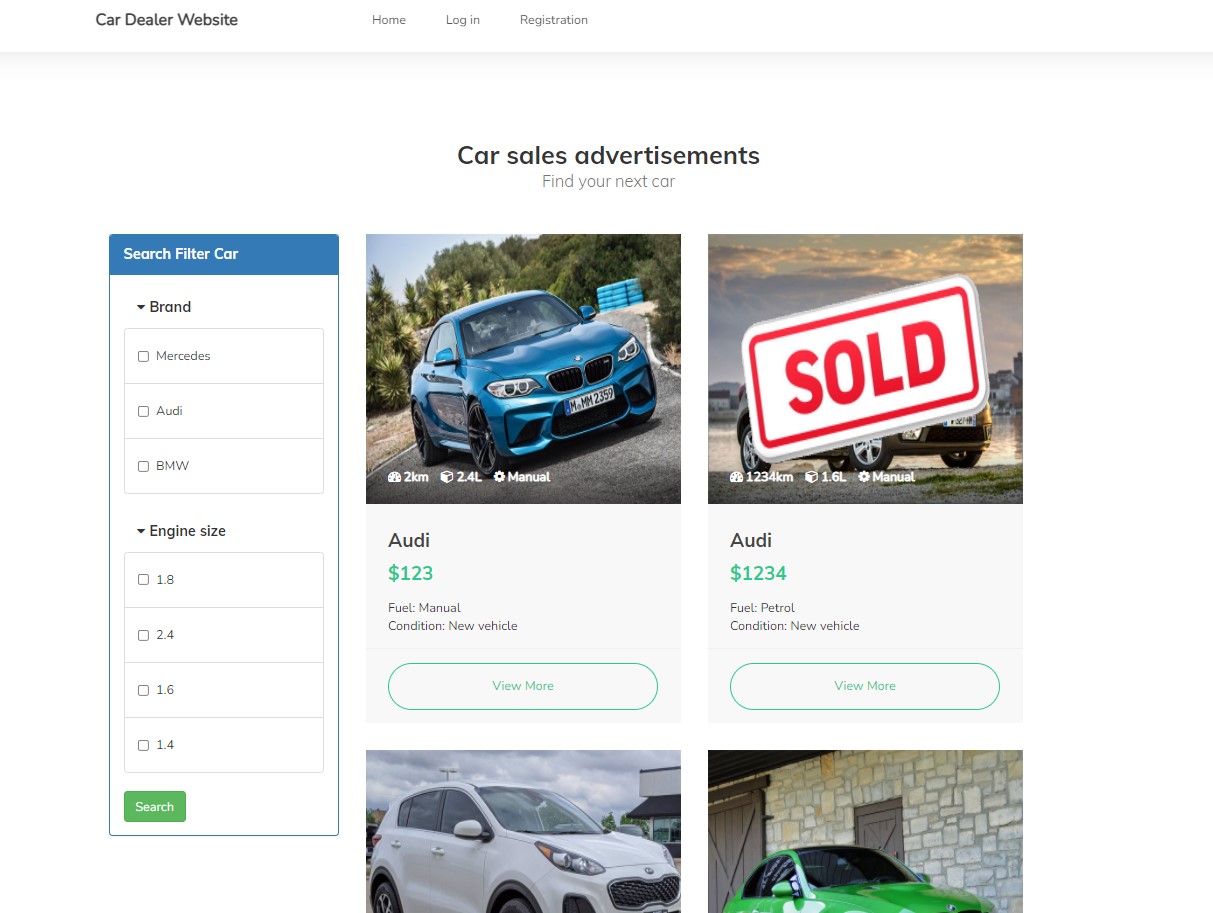 Car Dealer Website
Home
Log in
Registration
Car sales advertisements
Find your next car
Search Filter Car
Brand
Mercedes
Audi
BMW
Engine size
1.8
2.4
1.6
1.4
Search
M MM 2359
2km 2.4L Manual
Audi
$123
Fuel: Manual
Condition: New vehicle
View More
SOLD
1234km 1.6L Manual
Audi
$1234
Fuel: Petrol
Condition: New vehicle
View More